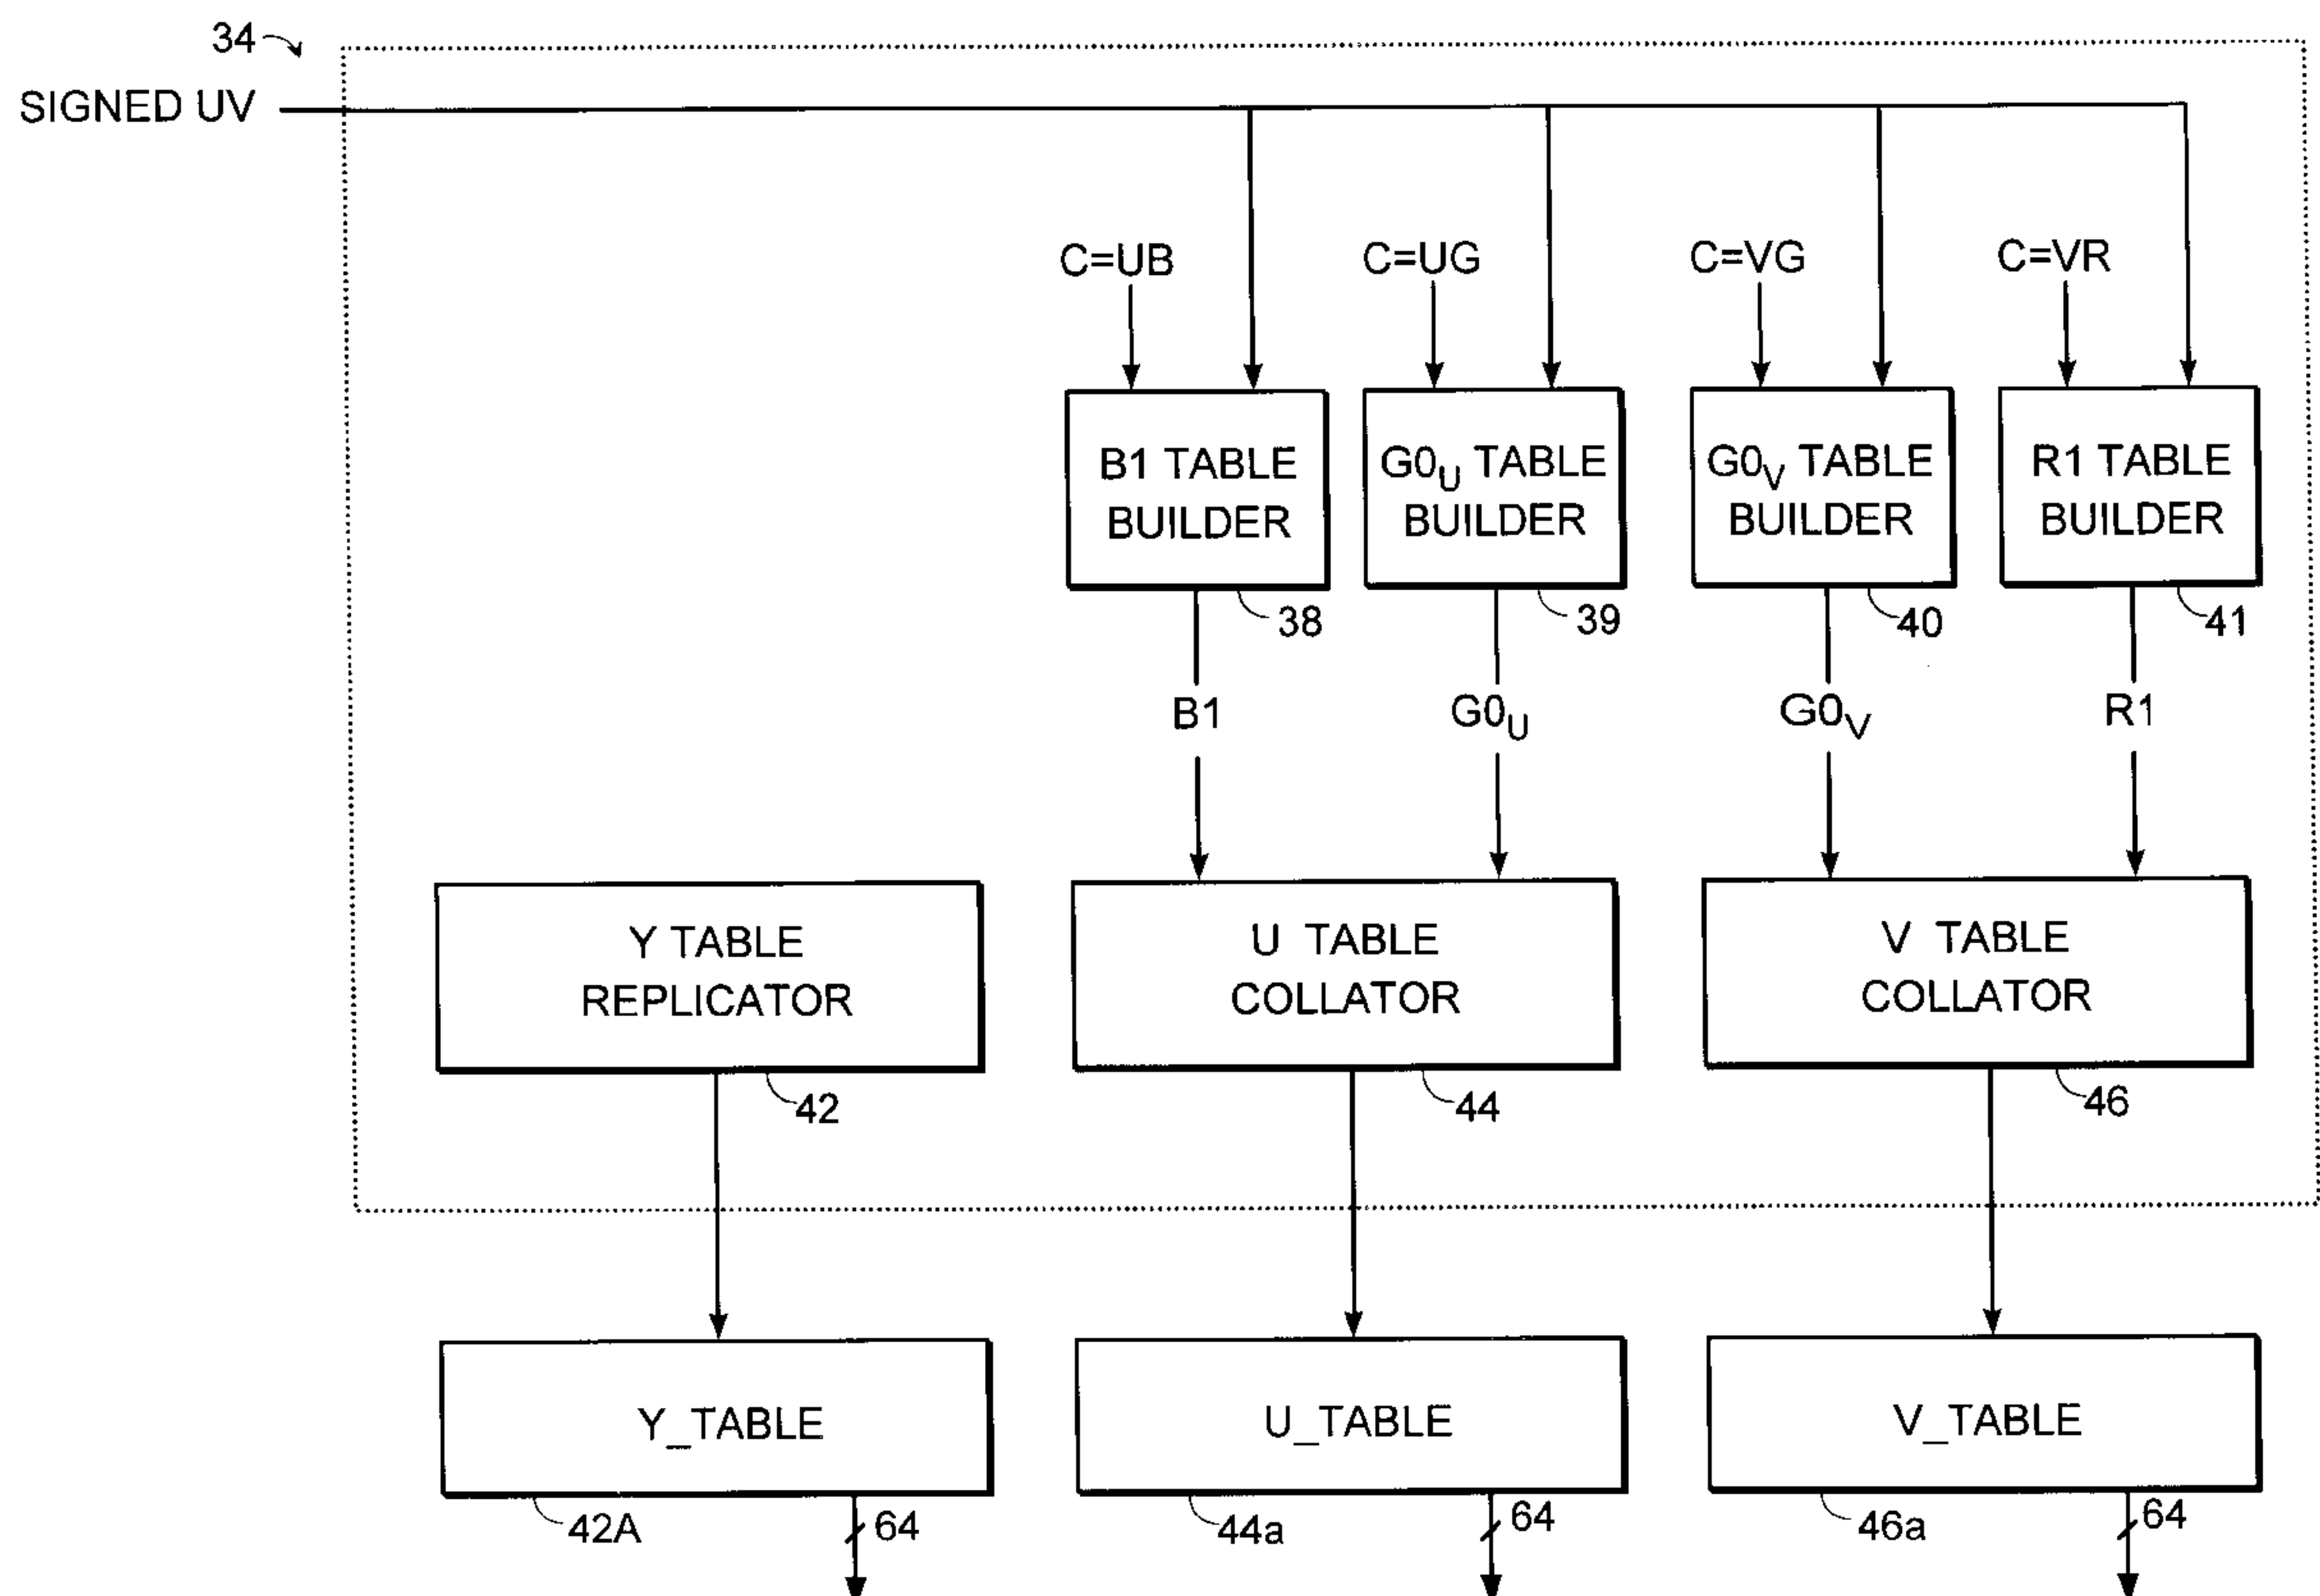 34
SIGNED UV
C=UB
C=UG
C=VG
C=VR
B1 TABLE
BUILDER
G0U TABLE
BUILDER
G0V TABLE
BUILDER
R1 TABLE
BUILDER
38
39
40
41
B1
G0U
G0V
R1
Y TABLE
REPLICATOR
U TABLE
COLLATOR
V TABLE
COLLATOR
42
44
46
Y_TABLE
U_TABLE
V_TABLE
42A
64
44a
64
46a
64